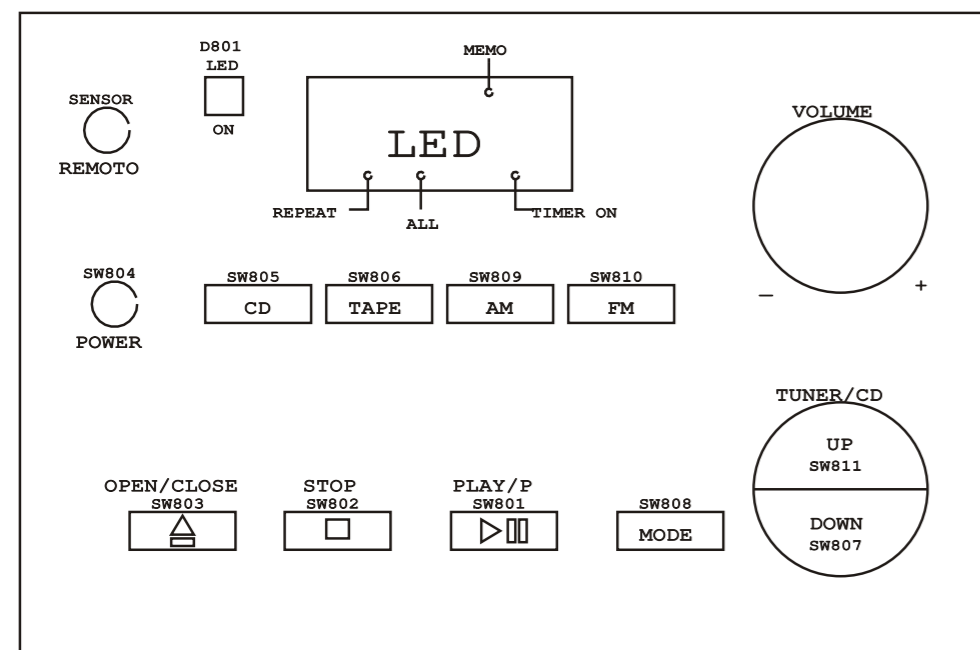 D801
LED
ON
MEMO
SENSOR
REMOTO
LED
REPEAT
ALL
TIMER ON
VOLUME
– +
SW804
POWER
SW805
CD
SW806
TAPE
SW809
AM
SW810
FM
TUNER/CD
UP
SW811
DOWN
SW807
OPEN/CLOSE
SW803
STOP
SW802
PLAY/P
SW801
SW808
MODE